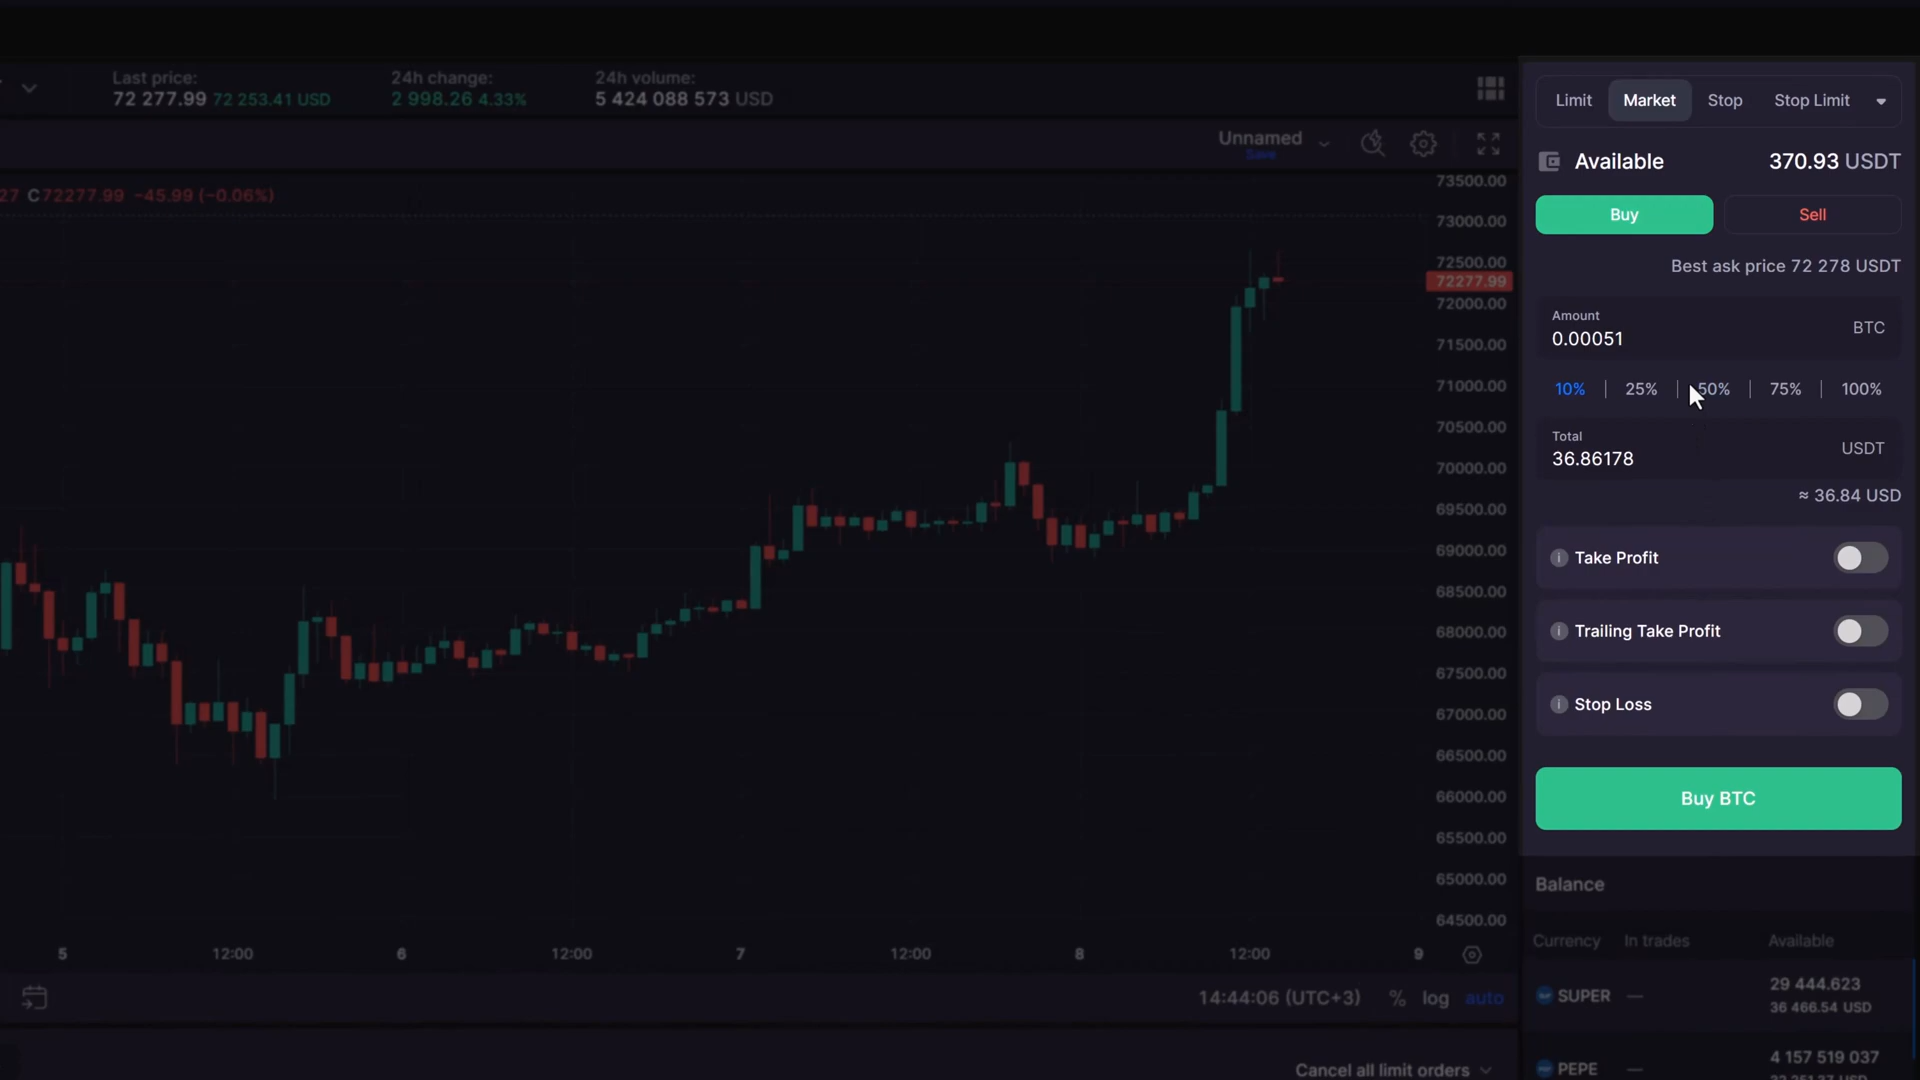 Last price:
72 277.99 72 253.41 USD
24h change:
2 998.26 4.33%
24h volume:
5 424 088 573 USD
Unnamed
Save
27 C72277.99 −45.99 (−0.06%)
73500.00
73000.00
72500.00
72277.99
72000.00
71500.00
71000.00
70500.00
70000.00
69500.00
69000.00
68500.00
68000.00
67500.00
67000.00
66500.00
66000.00
65500.00
65000.00
64500.00
5 12:00 6 12:00 7 12:00 8 12:00 9
14:44:06 (UTC+3) % log auto
Cancel all limit orders
Limit Market Stop Stop Limit
Available 370.93 USDT
Buy Sell
Best ask price 72 278 USDT
Amount
0.00051 BTC
10% 25% 50% 75% 100%
Total
36.86178 USDT
≈ 36.84 USD
Take Profit
Trailing Take Profit
Stop Loss
Buy BTC
Balance
Currency In trades Available
SUPER — 29 444.623
36 466.54 USD
PEPE — 4 157 519 037